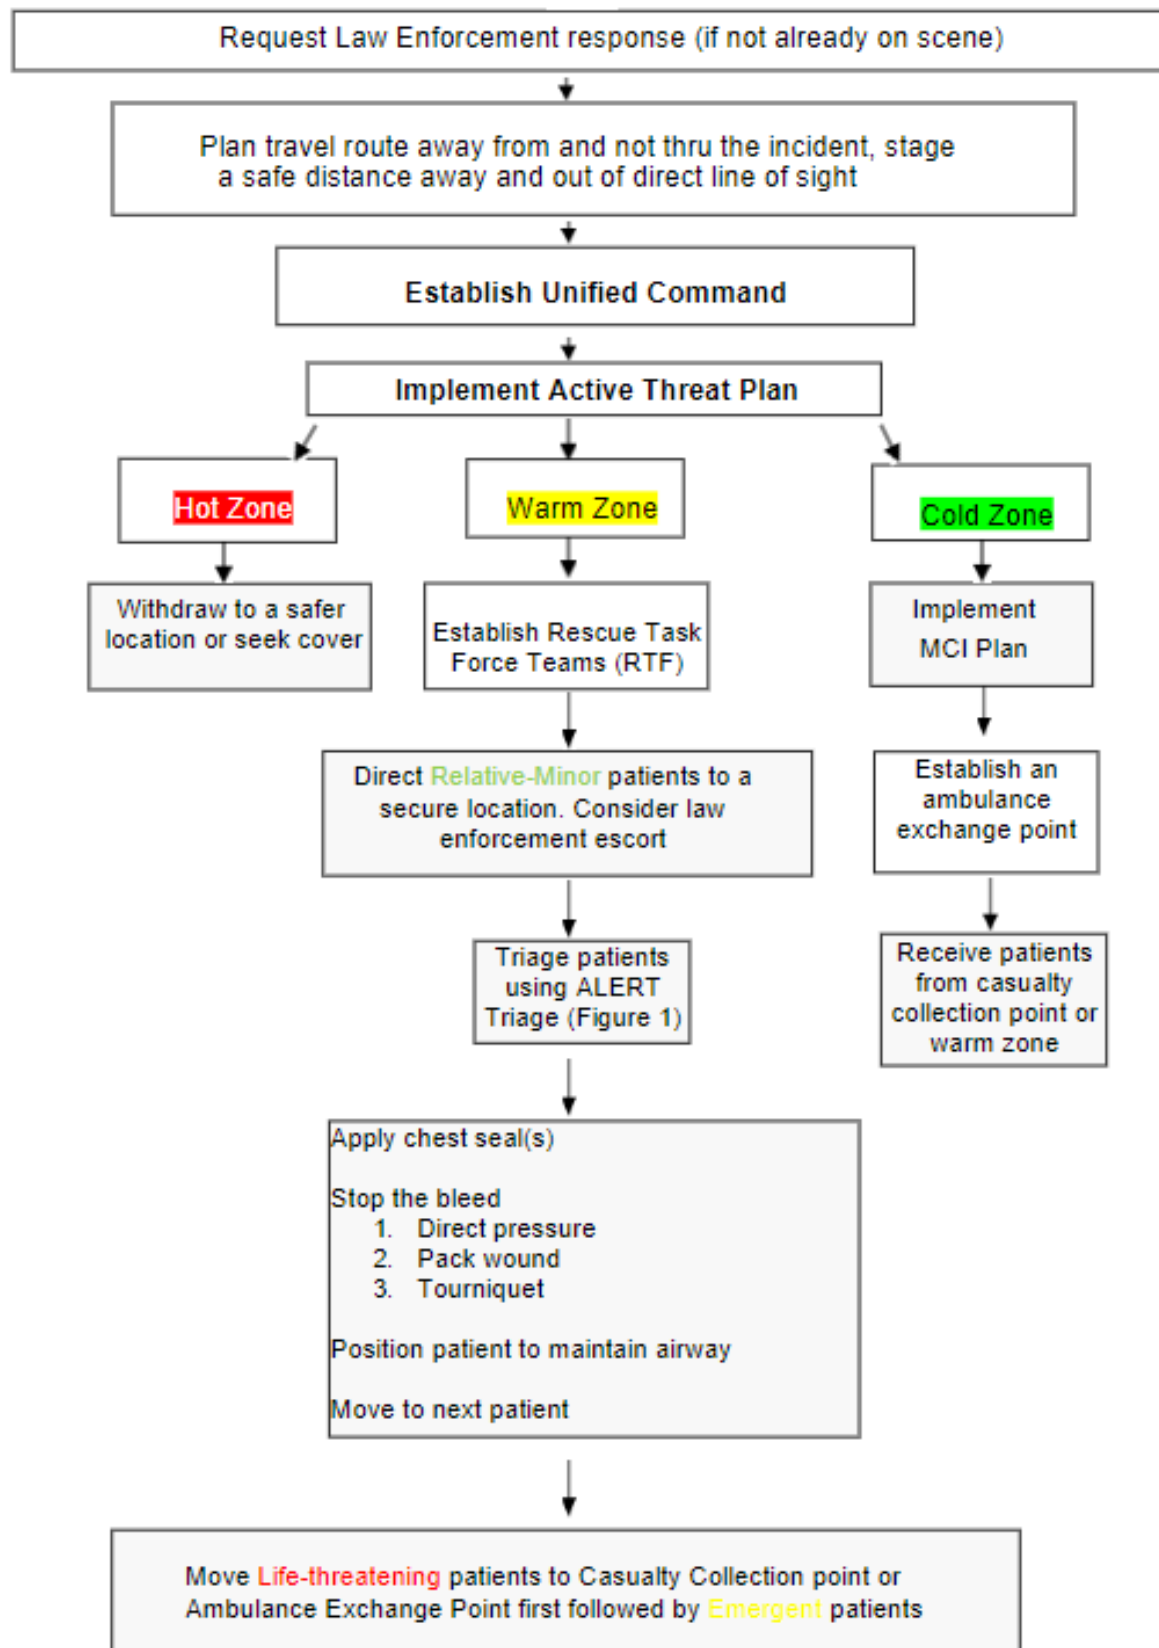 Request Law Enforcement response (if not already on scene)
Plan travel route away from and not thru the incident, stage
a safe distance away and out of direct line of sight
Establish Unified Command
Implement Active Threat Plan
Hot Zone
Withdraw to a safer
location or seek cover
Warm Zone
Establish Rescue Task
Force Teams (RTF)
Direct Relative-Minor patients to a
secure location. Consider law
enforcement escort
Triage patients
using ALERT
Triage (Figure 1)
Apply chest seal(s)
Stop the bleed
1. Direct pressure
2. Pack wound
3. Tourniquet
Position patient to maintain airway
Move to next patient
Move Life-threatening patients to Casualty Collection point or
Ambulance Exchange Point first followed by Emergent patients
Cold Zone
Implement
MCI Plan
Establish an
ambulance
exchange point
Receive patients
from casualty
collection point or
warm zone